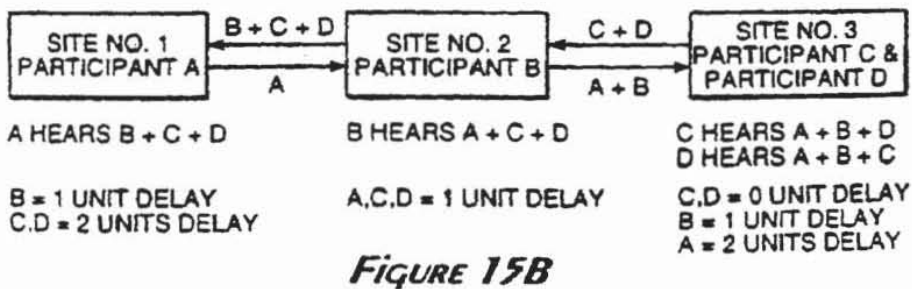 SITE NO. 1
PARTICIPANT A
B + C + D
A
SITE NO. 2
PARTICIPANT B
C + D
A + B
SITE NO. 3
PARTICIPANT C &
PARTICIPANT D
A HEARS B + C + D
B = 1 UNIT DELAY
C,D = 2 UNITS DELAY
B HEARS A + C + D
A,C,D = 1 UNIT DELAY
C HEARS A + B + D
D HEARS A + B + C
C,D = 0 UNIT DELAY
B = 1 UNIT DELAY
A = 2 UNITS DELAY
FIGURE 15B